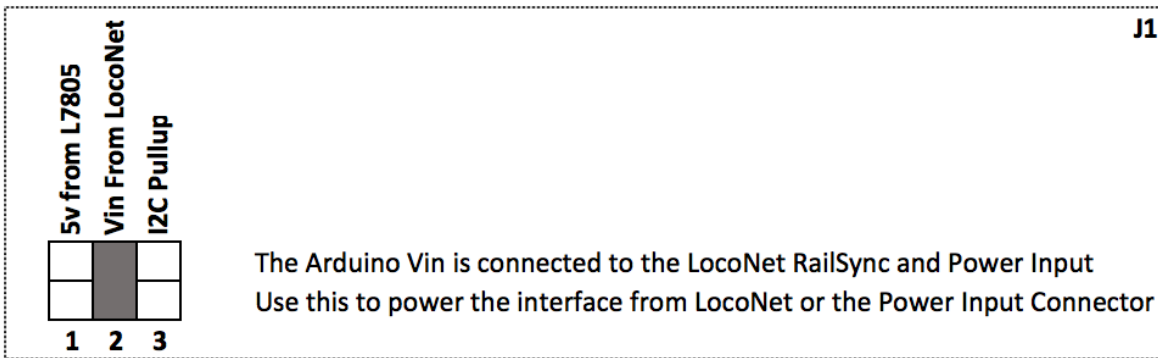 J1
5v from L7805
Vin From LocoNet
I2C Pullup
The Arduino Vin is connected to the LocoNet RailSync and Power Input
Use this to power the interface from LocoNet or the Power Input Connector
1 2 3